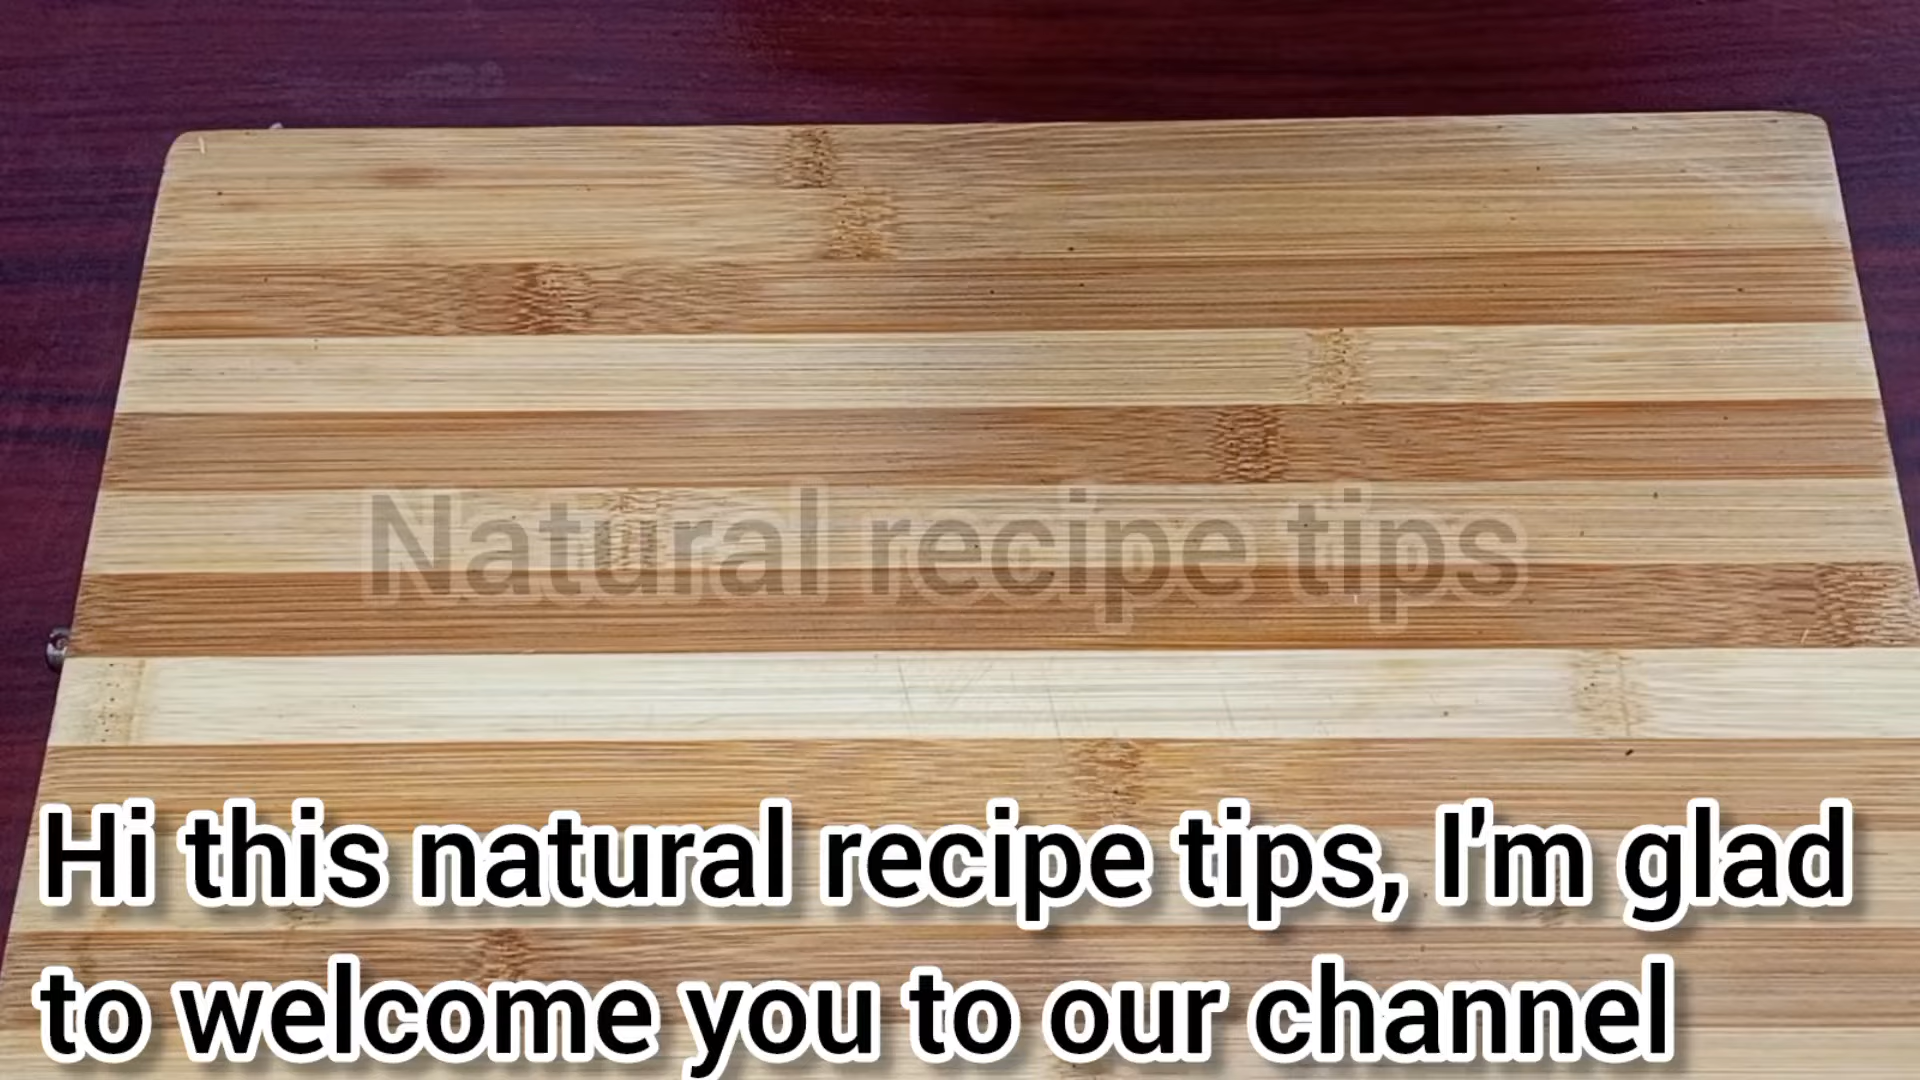 Natural recipe tips
Hi this natural recipe tips, I'm glad
to welcome you to our channel